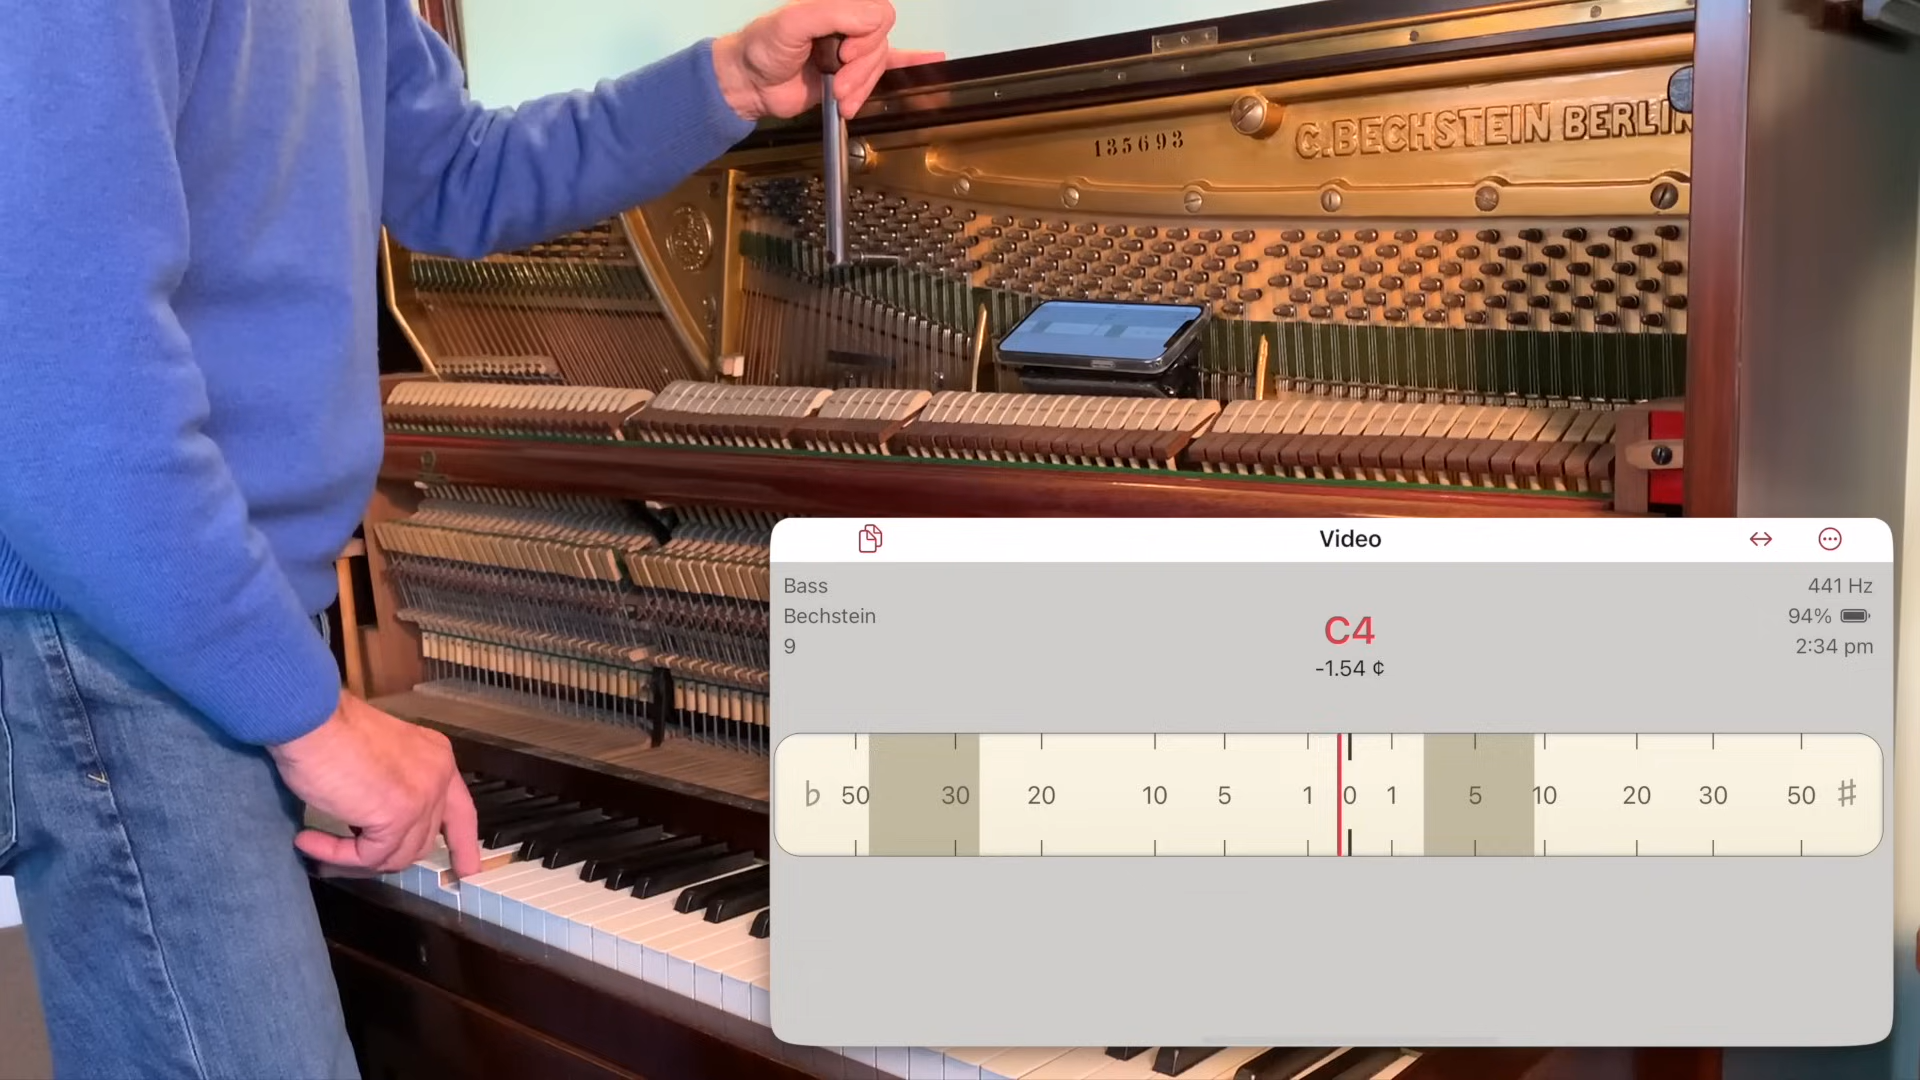 C.BECHSTEIN BERLIN
135693
Video
Bass
Bechstein
9
441 Hz
94%
2:34 pm
C4
-1.54 ¢
♭ 50 30 20 10 5 1 0 1 5 10 20 30 50 ♯